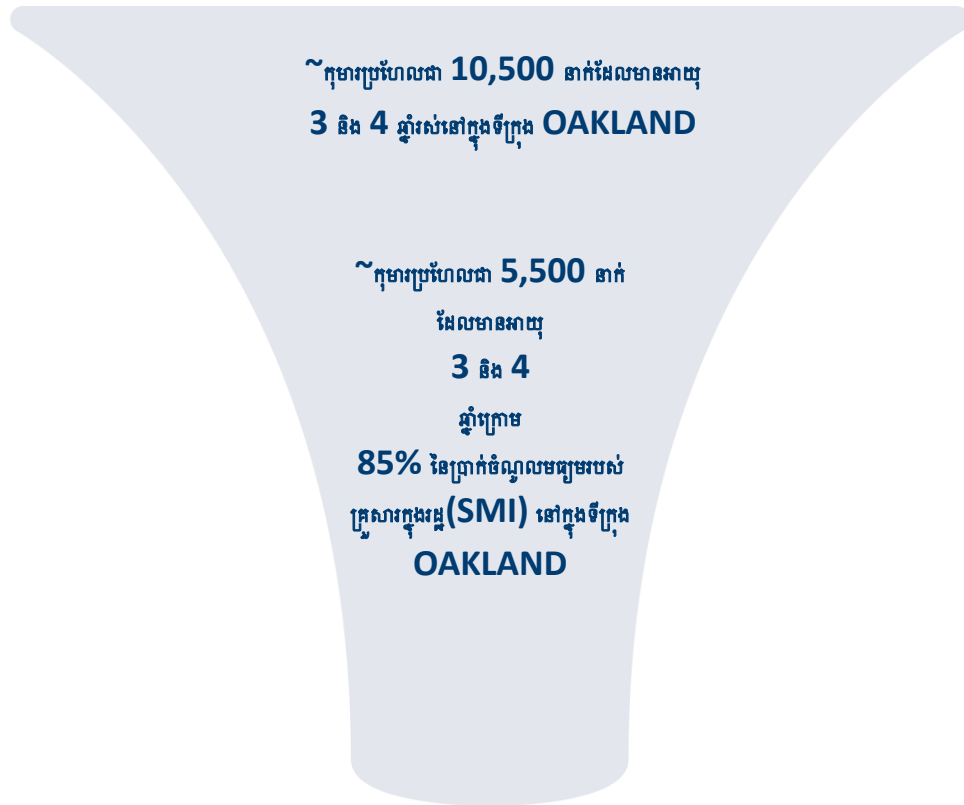 ~កុមារប្រហែលជា 10,500 នាក់ដែលមានអាយុ
3 និង 4 ឆ្នាំរស់នៅក្នុងទីក្រុង OAKLAND
~កុមារប្រហែលជា 5,500 នាក់
ដែលមានអាយុ
3 និង 4
ឆ្នាំក្រោម
85% នៃប្រាក់ចំណូលមធ្យមរបស់
គ្រួសារក្នុងរដ្ឋ(SMI) នៅក្នុងទីក្រុង
OAKLAND